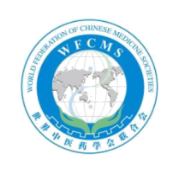 WORLD FEDERATION OF CHINESE MEDICINE SOCIETIES
WFCMS
世界中医药学会联合会